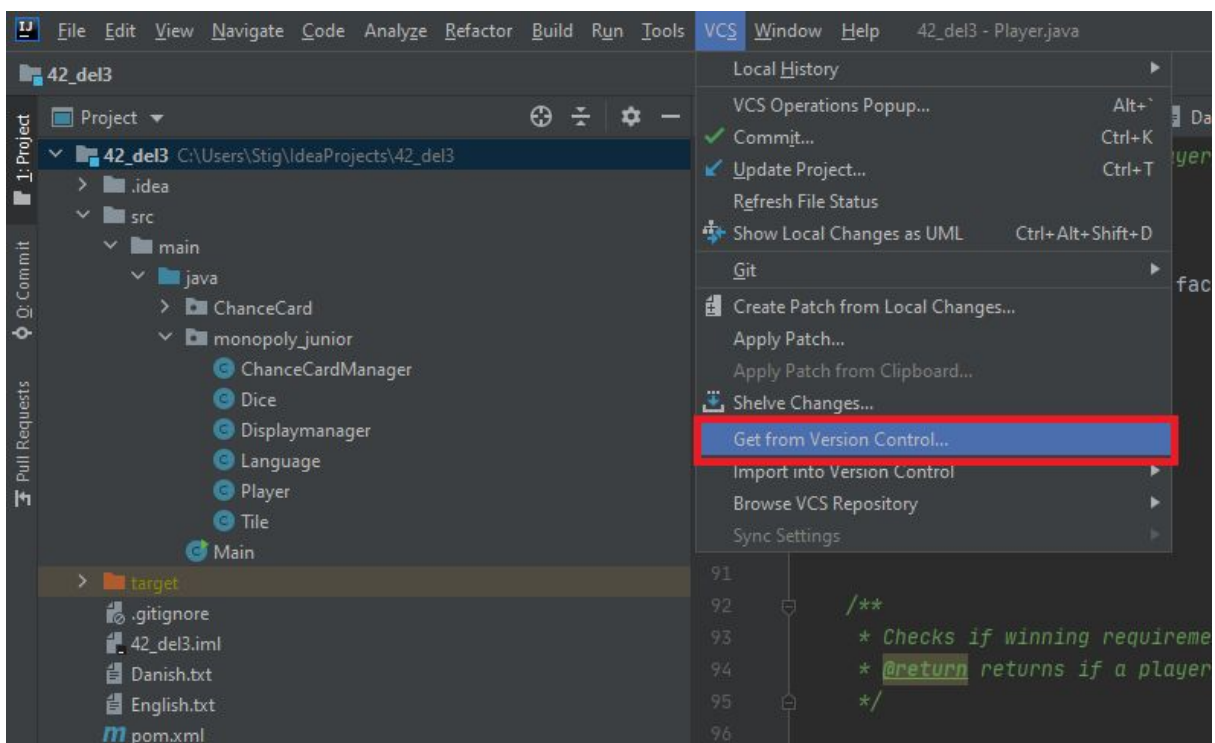 IJ File Edit View Navigate Code Analyze Refactor Build Run Tools VCS Window Help 42_del3 - Player.java
42_del3
Project
42_del3 C:\Users\Stig\IdeaProjects\42_del3
.idea
src
main
java
ChanceCard
monopoly_junior
ChanceCardManager
Dice
Displaymanager
Language
Player
Tile
Main
target
.gitignore
42_del3.iml
Danish.txt
English.txt
pom.xml
1: Project
0: Commit
Pull Requests
Local History
VCS Operations Popup... Alt+`
Commit... Ctrl+K
Update Project... Ctrl+T
Refresh File Status
Show Local Changes as UML Ctrl+Alt+Shift+D
Git
Create Patch from Local Changes...
Apply Patch...
Apply Patch from Clipboard...
Shelve Changes...
Get from Version Control...
Import into Version Control
Browse VCS Repository
Sync Settings
Da
yer
fac
91
92 /**
93 * Checks if winning requireme
94 * @return returns if a player
95 */
96